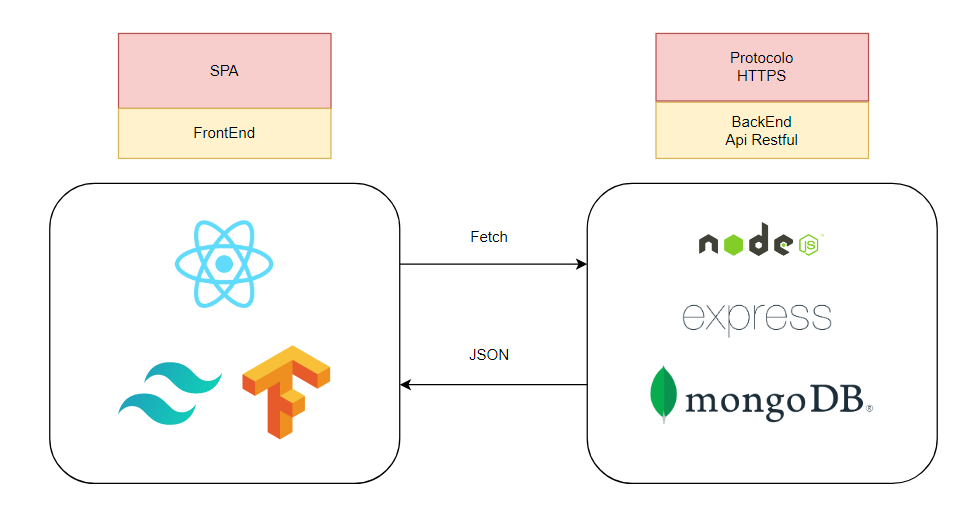 SPA
FrontEnd
Protocolo
HTTPS
BackEnd
Api Restful
Fetch
JSON
node
JS
express
mongoDB®